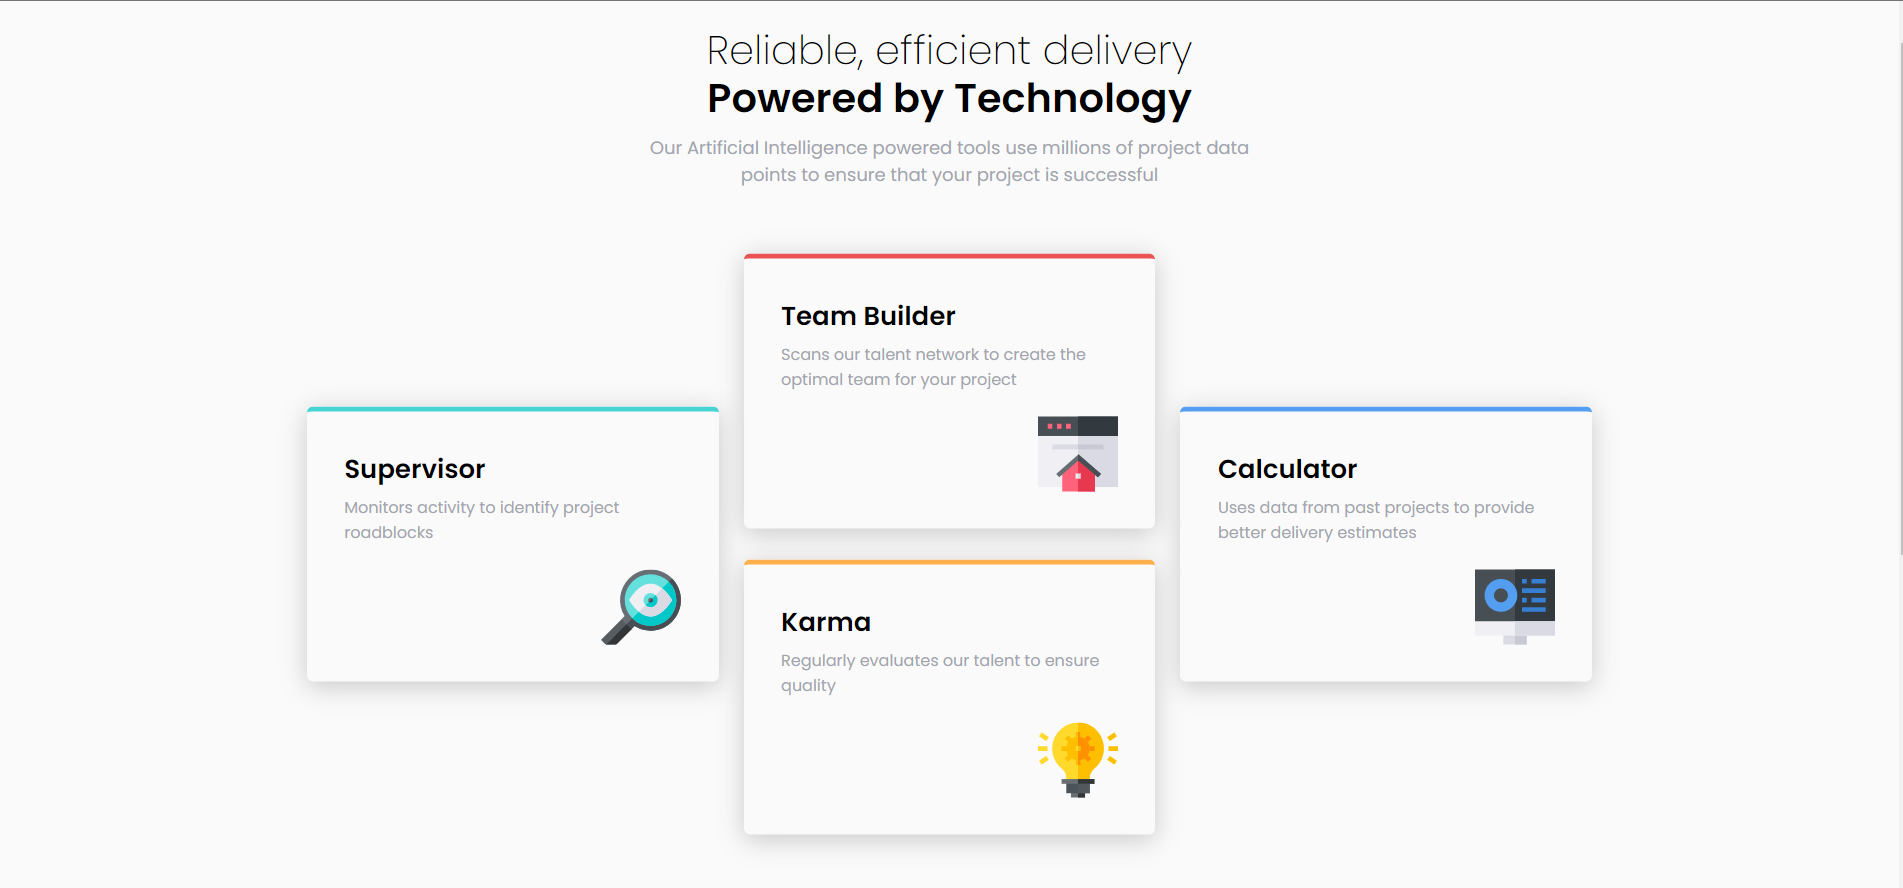 Reliable, efficient delivery
Powered by Technology
Our Artificial Intelligence powered tools use millions of project data
points to ensure that your project is successful
Supervisor
Monitors activity to identify project
roadblocks
Team Builder
Scans our talent network to create the
optimal team for your project
Karma
Regularly evaluates our talent to ensure
quality
Calculator
Uses data from past projects to provide
better delivery estimates